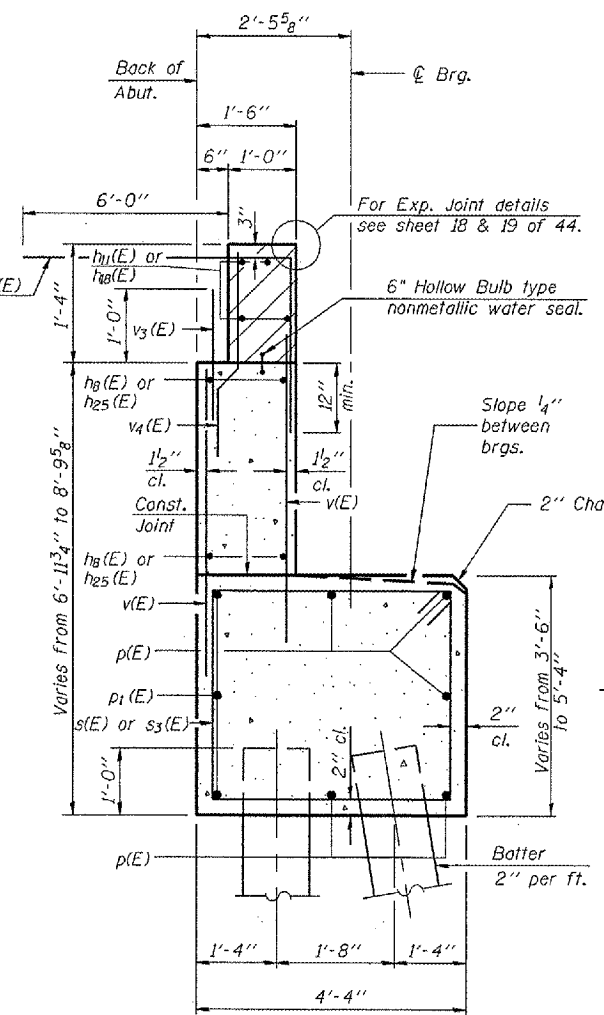 2'-5⅝"
Back of
Abut.
℄ Brg.
1'-6"
6" 1'-0"
6'-0"
3"
For Exp. Joint details
see sheet 18 & 19 of 44.
(E)
h11(E) or
h18(E)
1'-4"
1'-0"
v3(E)
6" Hollow Bulb type
nonmetallic water seal.
h8(E) or
h25(E)
12"
min.
v4(E)
Slope ¼"
between
brgs.
1½"
cl.
1½"
cl.
Const.
Joint
v(E)
2" Cha
h8(E) or
h25(E)
v(E)
Varies from 6'-11¾" to 8'-9⅝"
p(E)
p1(E)
s(E) or s3(E)
Varies from 3'-6"
to 5'-4"
2"
cl.
1'-0"
2" cl.
p(E)
Batter
2" per ft.
1'-4" 1'-8" 1'-4"
4'-4"